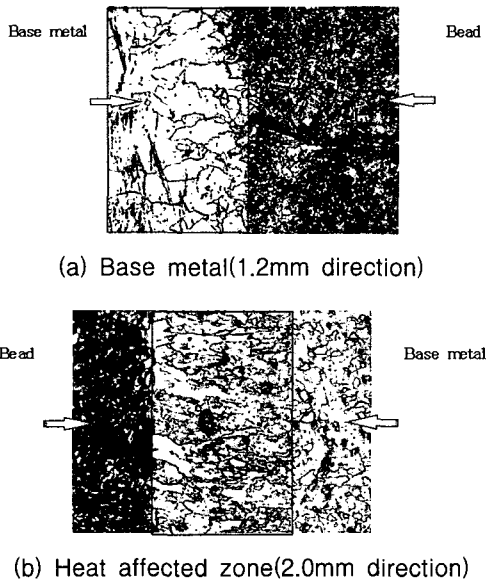 Base metal
Bead
(a) Base metal(1.2mm direction)
Bead
Base metal
(b) Heat affected zone(2.0mm direction)